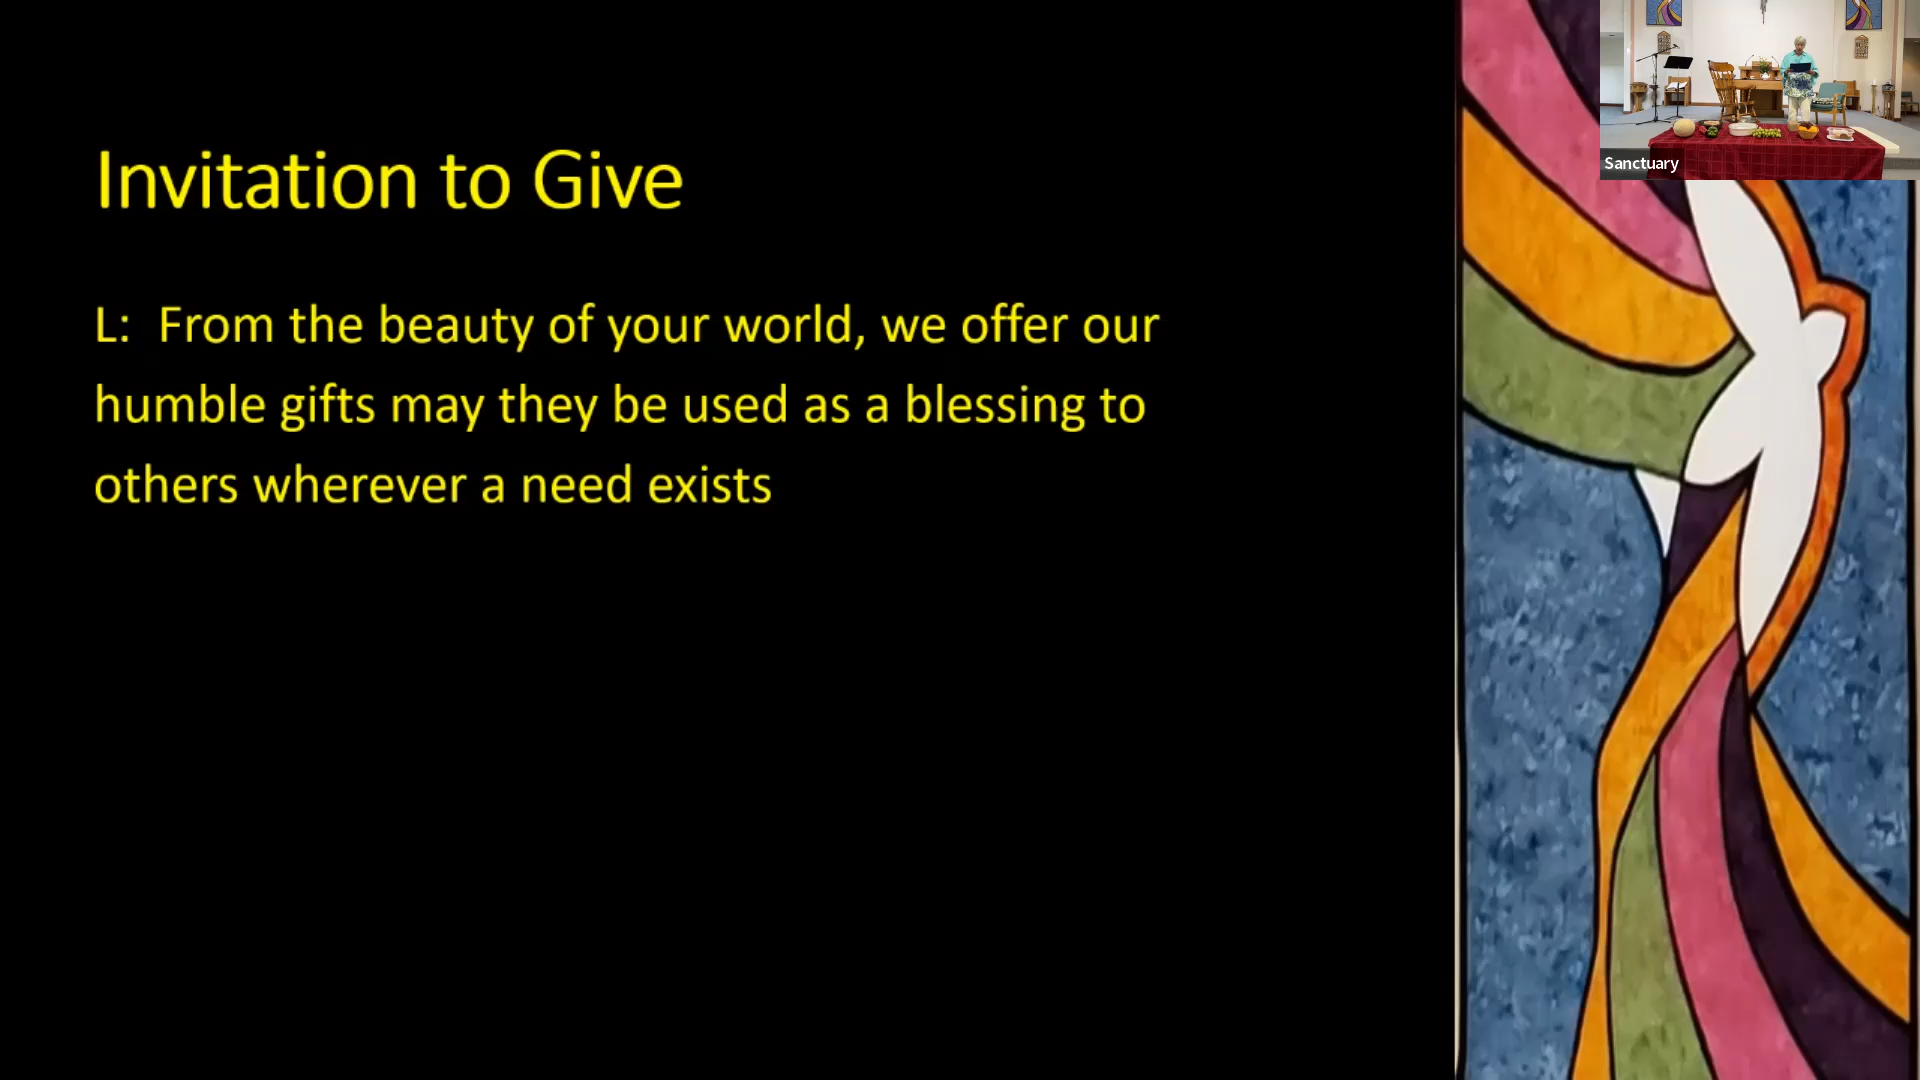 Invitation to Give
L: From the beauty of your world, we offer our
humble gifts may they be used as a blessing to
others wherever a need exists
Sanctuary